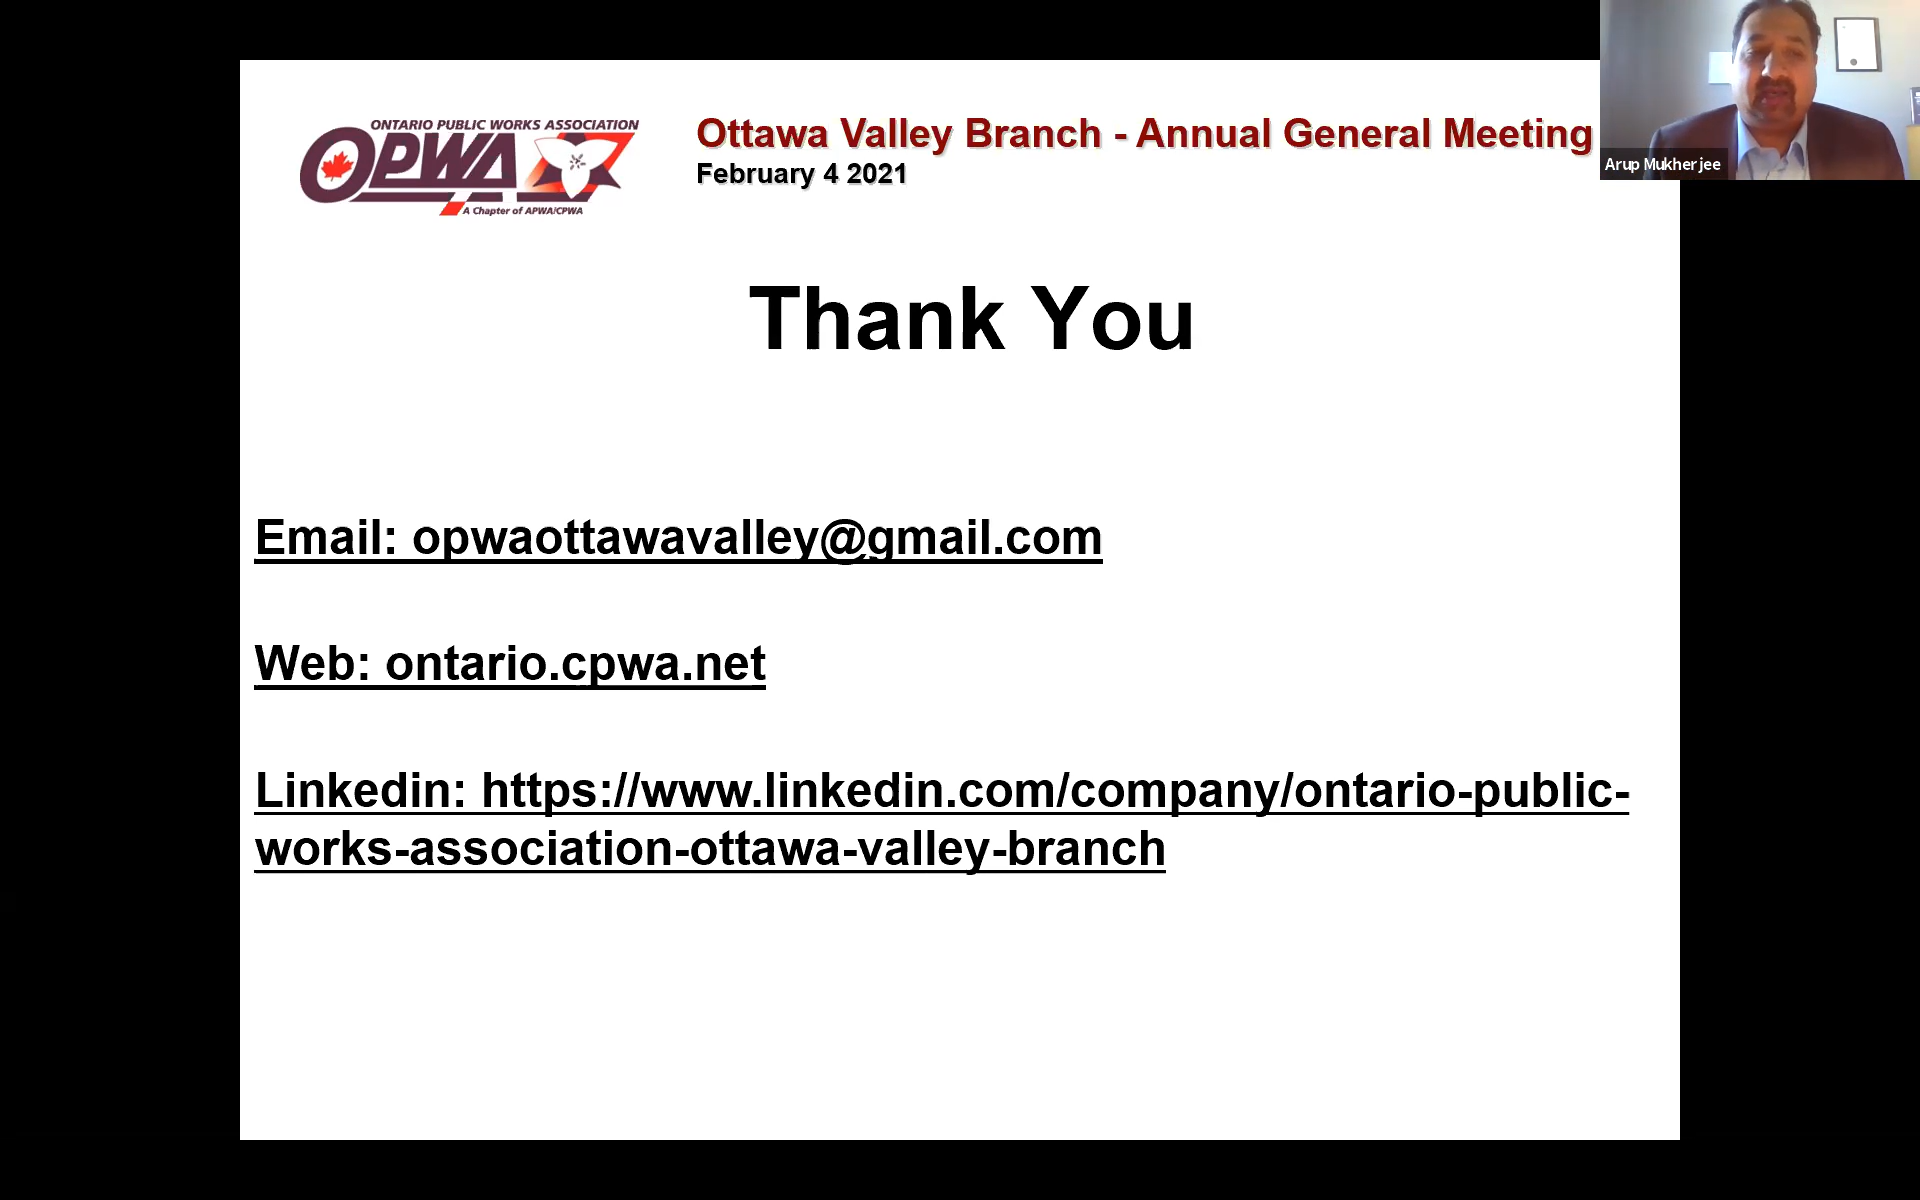 ONTARIO PUBLIC WORKS ASSOCIATION
OPWA
A Chapter of APWA/CPWA
Ottawa Valley Branch - Annual General Meeting
February 4 2021
Arup Mukherjee
Thank You
Email: opwaottawavalley@gmail.com
Web: ontario.cpwa.net
Linkedin: https://www.linkedin.com/company/ontario-public-
works-association-ottawa-valley-branch